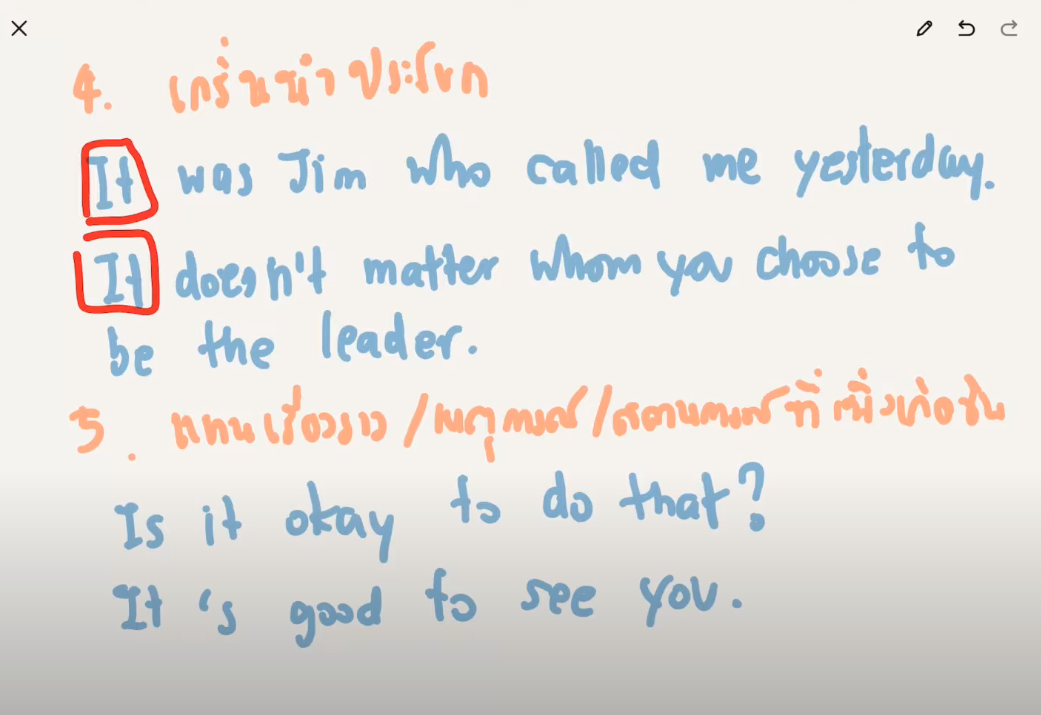 4. เกริ่นนำประโยค
It was Jim who called me yesterday.
It doesn't matter whom you choose to
be the leader.
5. แทนเรื่องราว/เหตุการณ์/สถานการณ์ที่เพิ่งเกิดขึ้น
Is it okay to do that?
It's good to see you.